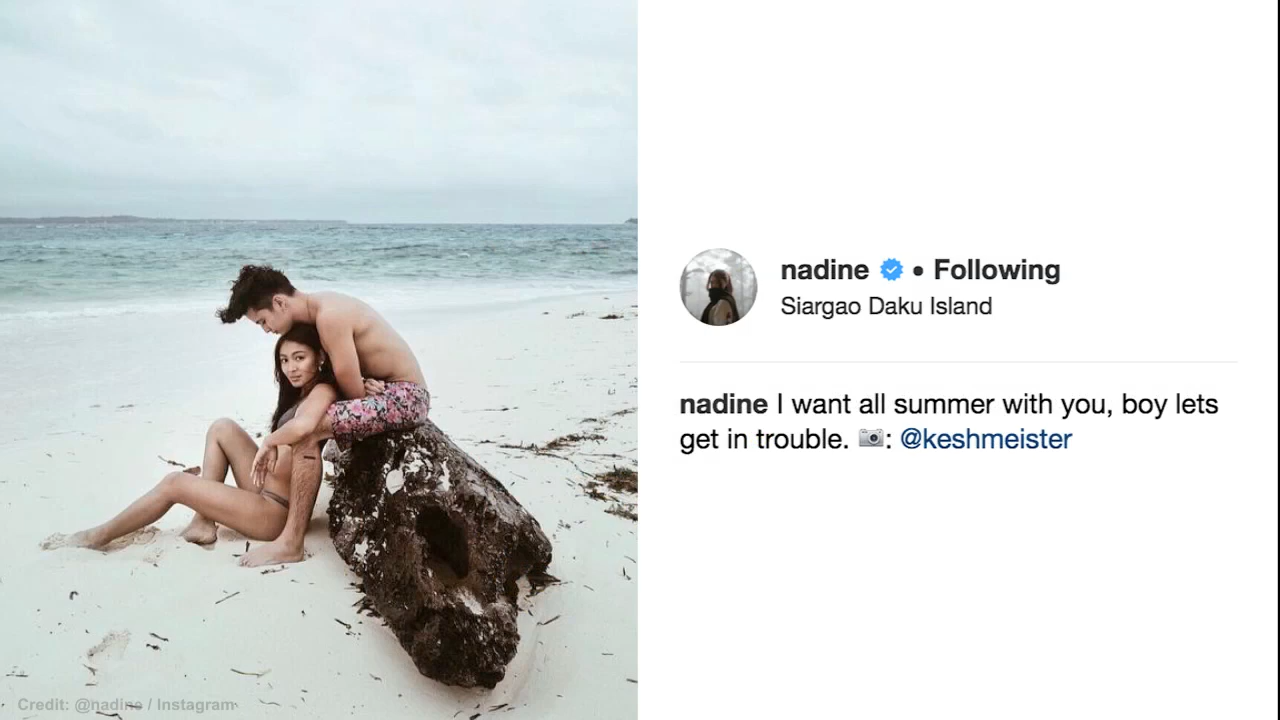 nadine • Following
Siargao Daku Island
nadine I want all summer with you, boy lets
get in trouble. 📷: @keshmeister
Credit: @nadine / Instagram